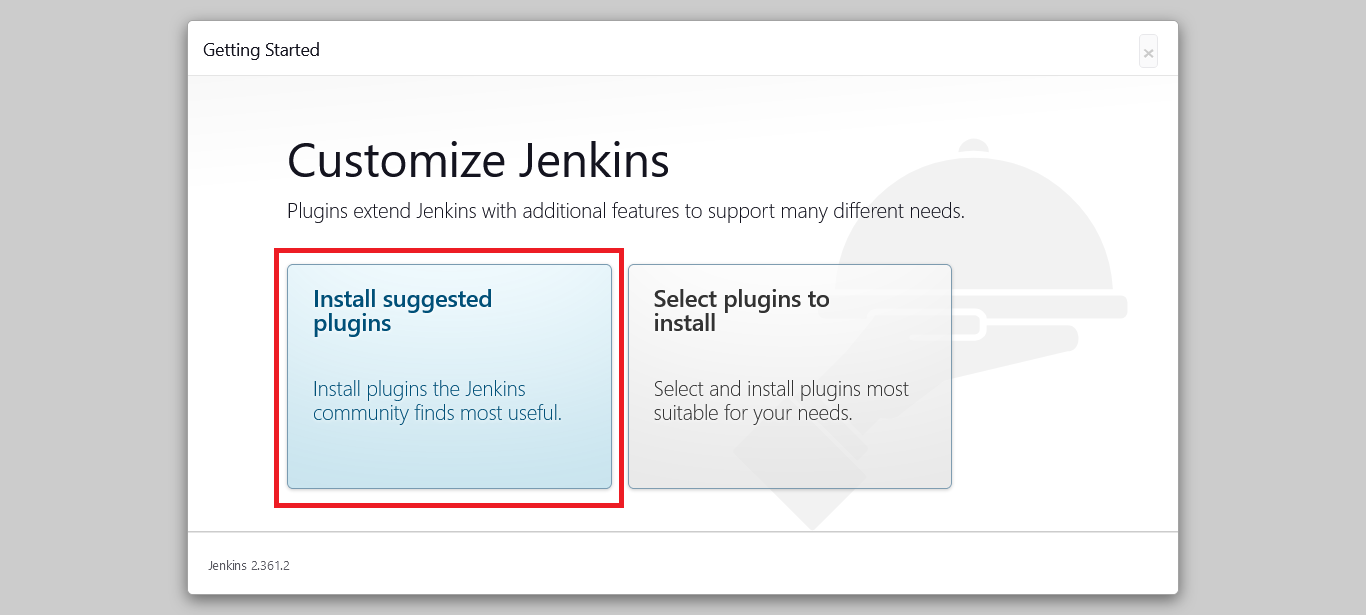 Getting Started
×
Customize Jenkins
Plugins extend Jenkins with additional features to support many different needs.
Install suggested
plugins
Install plugins the Jenkins
community finds most useful.
Select plugins to
install
Select and install plugins most
suitable for your needs.
Jenkins 2.361.2